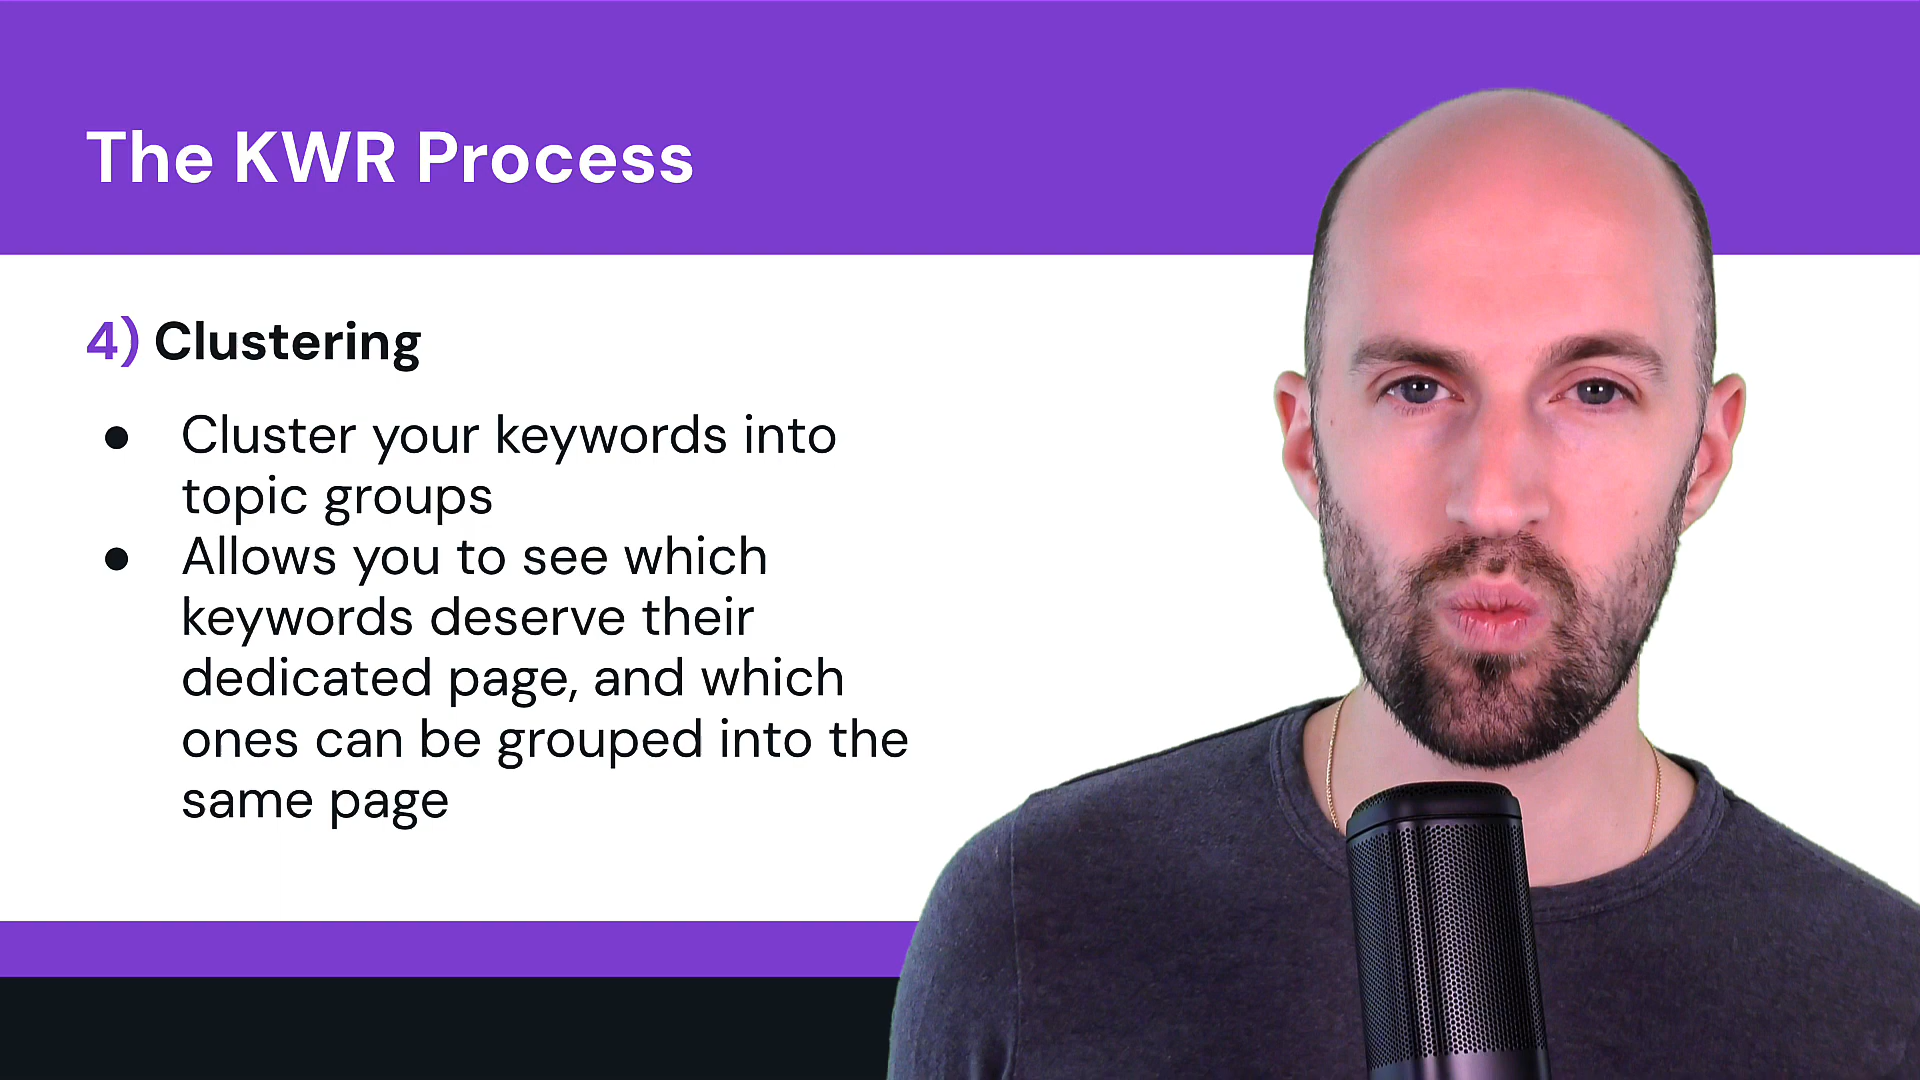 The KWR Process
4) Clustering
● Cluster your keywords into
topic groups
● Allows you to see which
keywords deserve their
dedicated page, and which
ones can be grouped into the
same page